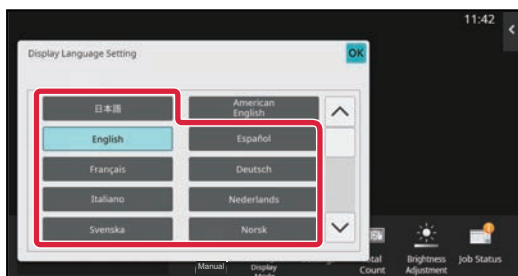 11:42
Display Language Setting
OK
日本語
American
English
English
Español
Français
Deutsch
Italiano
Nederlands
Svenska
Norsk
Manual
Display
Count
Brightness
Adjustment
Job Status